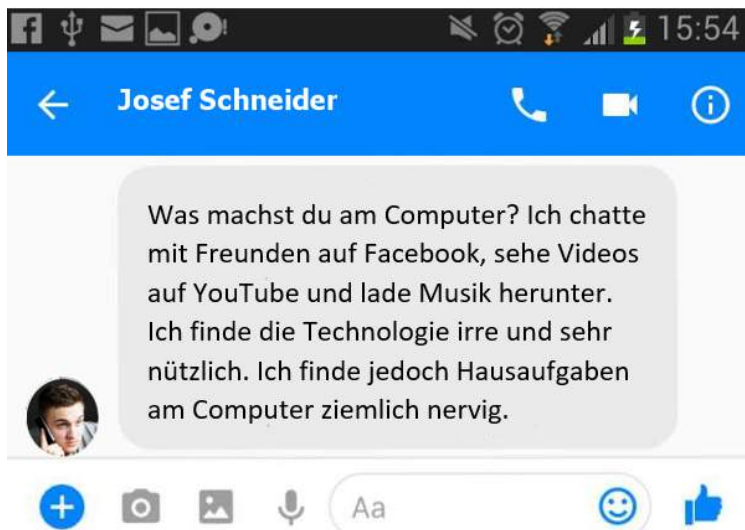 15:54
Josef Schneider
Was machst du am Computer? Ich chatte
mit Freunden auf Facebook, sehe Videos
auf YouTube und lade Musik herunter.
Ich finde die Technologie irre und sehr
nützlich. Ich finde jedoch Hausaufgaben
am Computer ziemlich nervig.
Aa